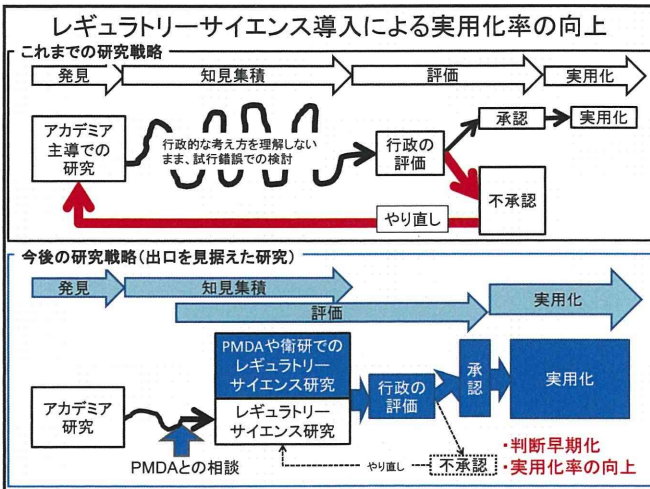 レギュラトリーサイエンス導入による実用化率の向上
これまでの研究戦略
発見
知見集積
評価
実用化
アカデミア
主導での
研究
行政的な考え方を理解しない
まま、試行錯誤での検討
行政の
評価
承認
実用化
不承認
やり直し
今後の研究戦略(出口を見据えた研究)
発見
知見集積
評価
実用化
アカデミア
研究
PMDAとの相談
PMDAや衛研での
レギュラトリー
サイエンス研究
レギュラトリー
サイエンス研究
行政の
評価
承
認
実用化
やり直し
不承認
・判断早期化
・実用化率の向上